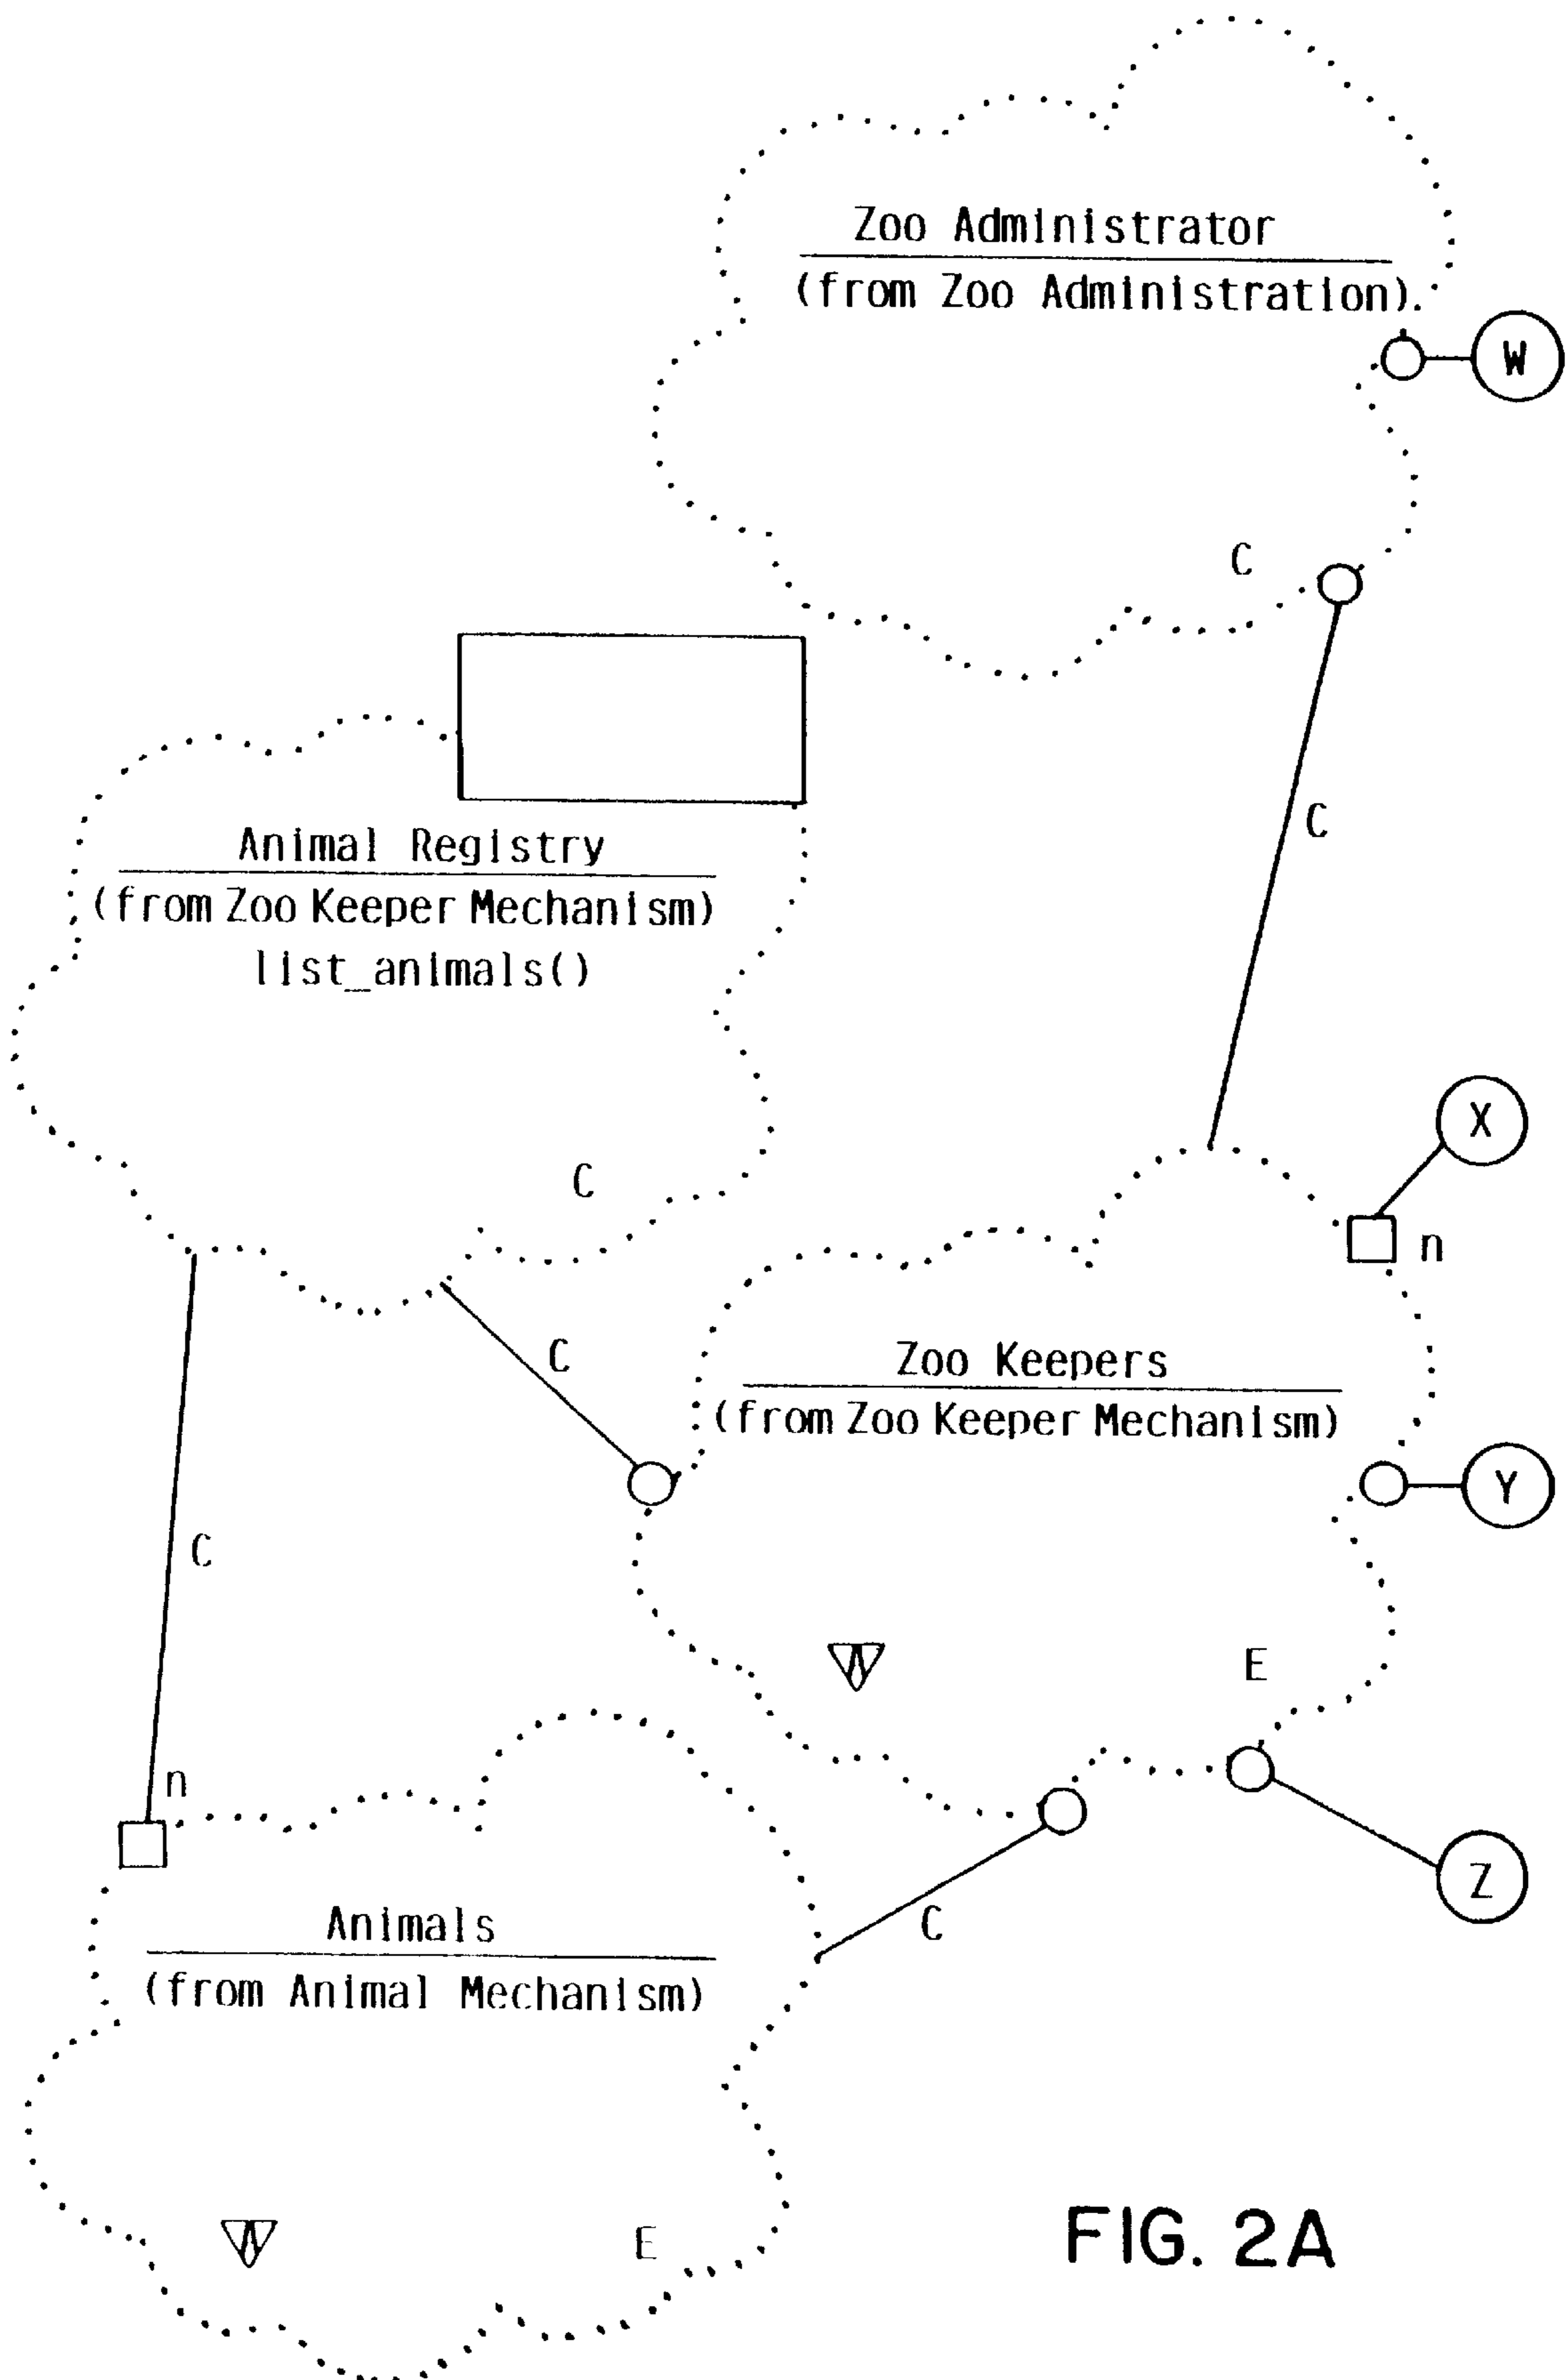 Zoo Administrator
(from Zoo Administration)
W
C
C
Animal Registry
(from Zoo Keeper Mechanism)
list_animals()
C
X
n
C
Zoo Keepers
(from Zoo Keeper Mechanism)
Y
C
A
E
n
Z
C
Animals
(from Animal Mechanism)
A
E
FIG. 2A